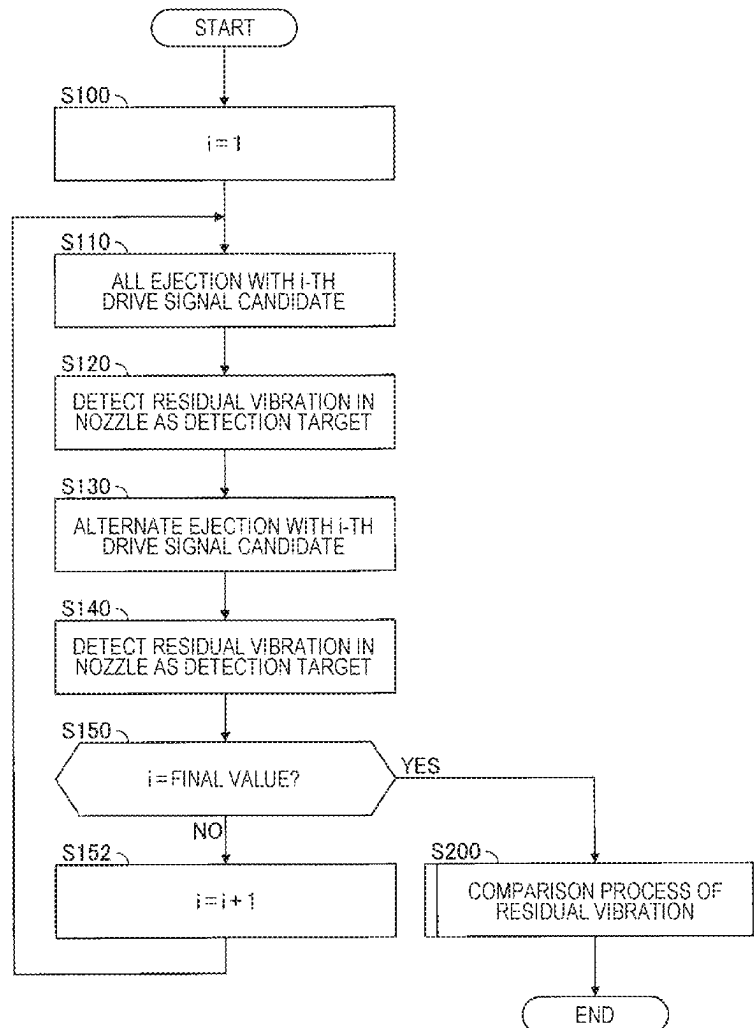 START
S100
i=1
S110
ALL EJECTION WITH i-TH
DRIVE SIGNAL CANDIDATE
S120
DETECT RESIDUAL VIBRATION IN
NOZZLE AS DETECTION TARGET
S130
ALTERNATE EJECTION WITH i-TH
DRIVE SIGNAL CANDIDATE
S140
DETECT RESIDUAL VIBRATION IN
NOZZLE AS DETECTION TARGET
S150
i=FINAL VALUE?
YES
NO
S152
i=i+1
S200
COMPARISON PROCESS OF
RESIDUAL VIBRATION
END